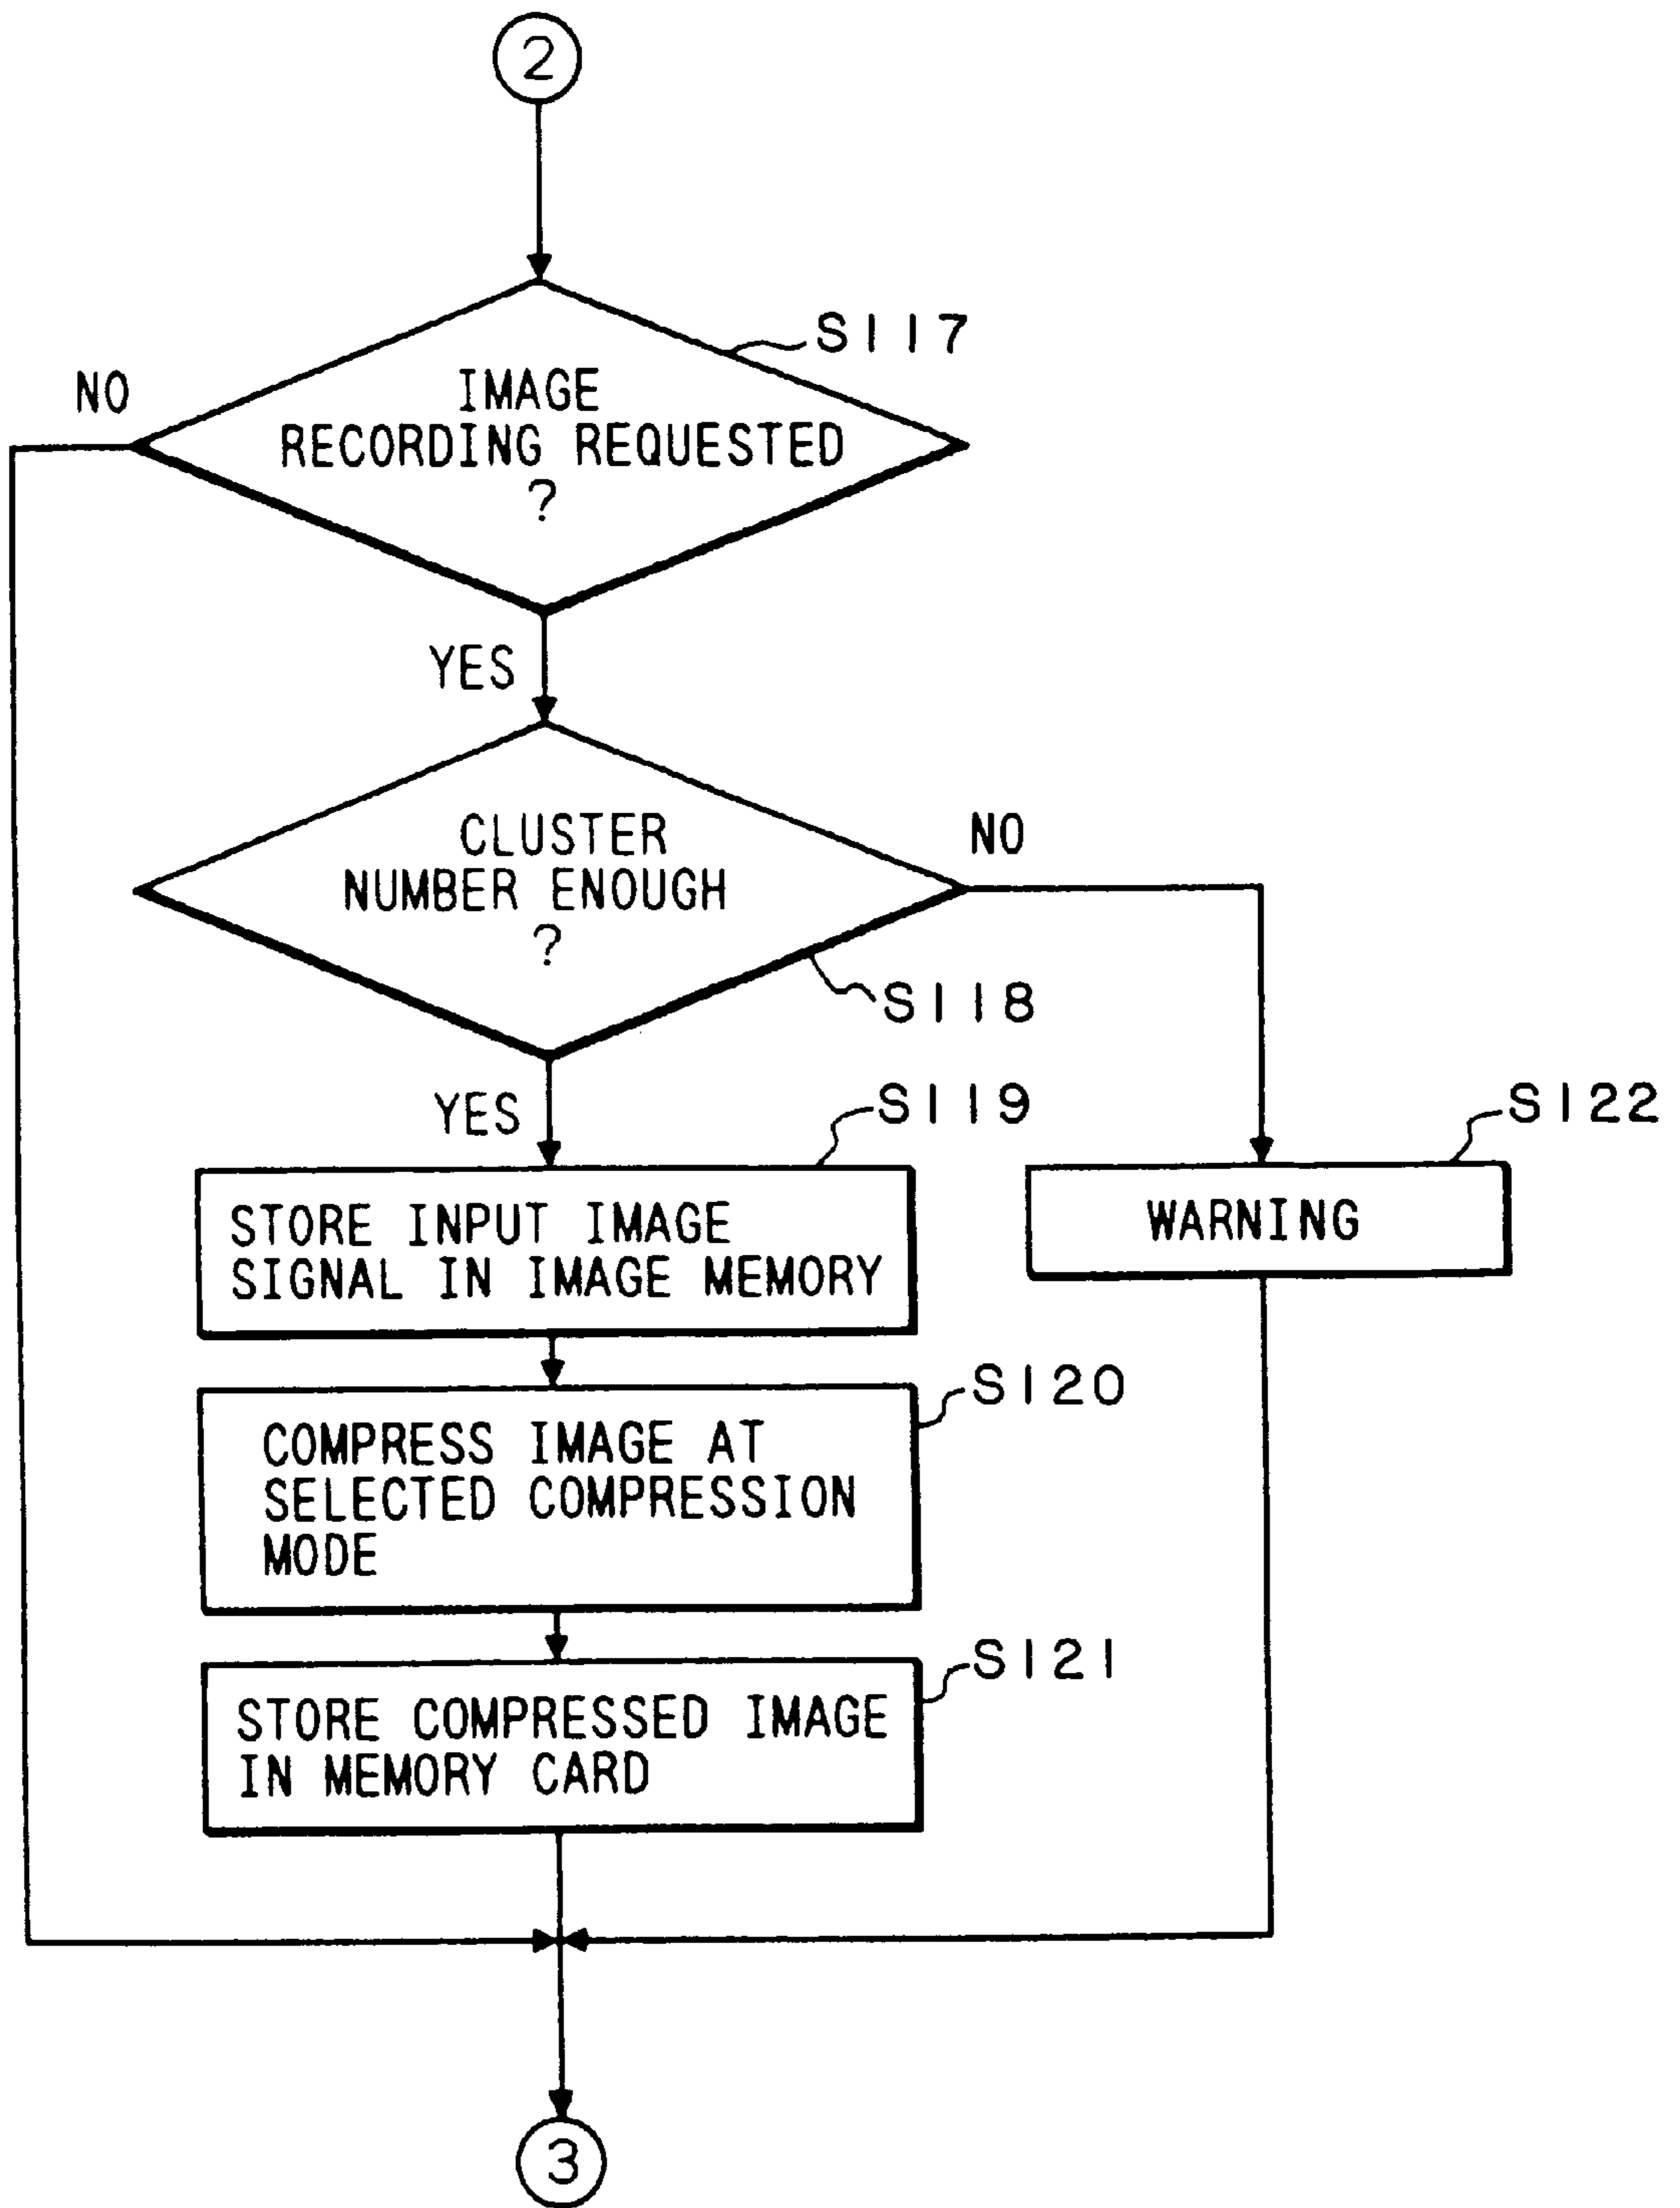 2
S117
NO
IMAGE
RECORDING REQUESTED
?
YES
CLUSTER
NUMBER ENOUGH
?
NO
S118
YES
S119
S122
STORE INPUT IMAGE
SIGNAL IN IMAGE MEMORY
WARNING
S120
COMPRESS IMAGE AT
SELECTED COMPRESSION
MODE
S121
STORE COMPRESSED IMAGE
IN MEMORY CARD
3